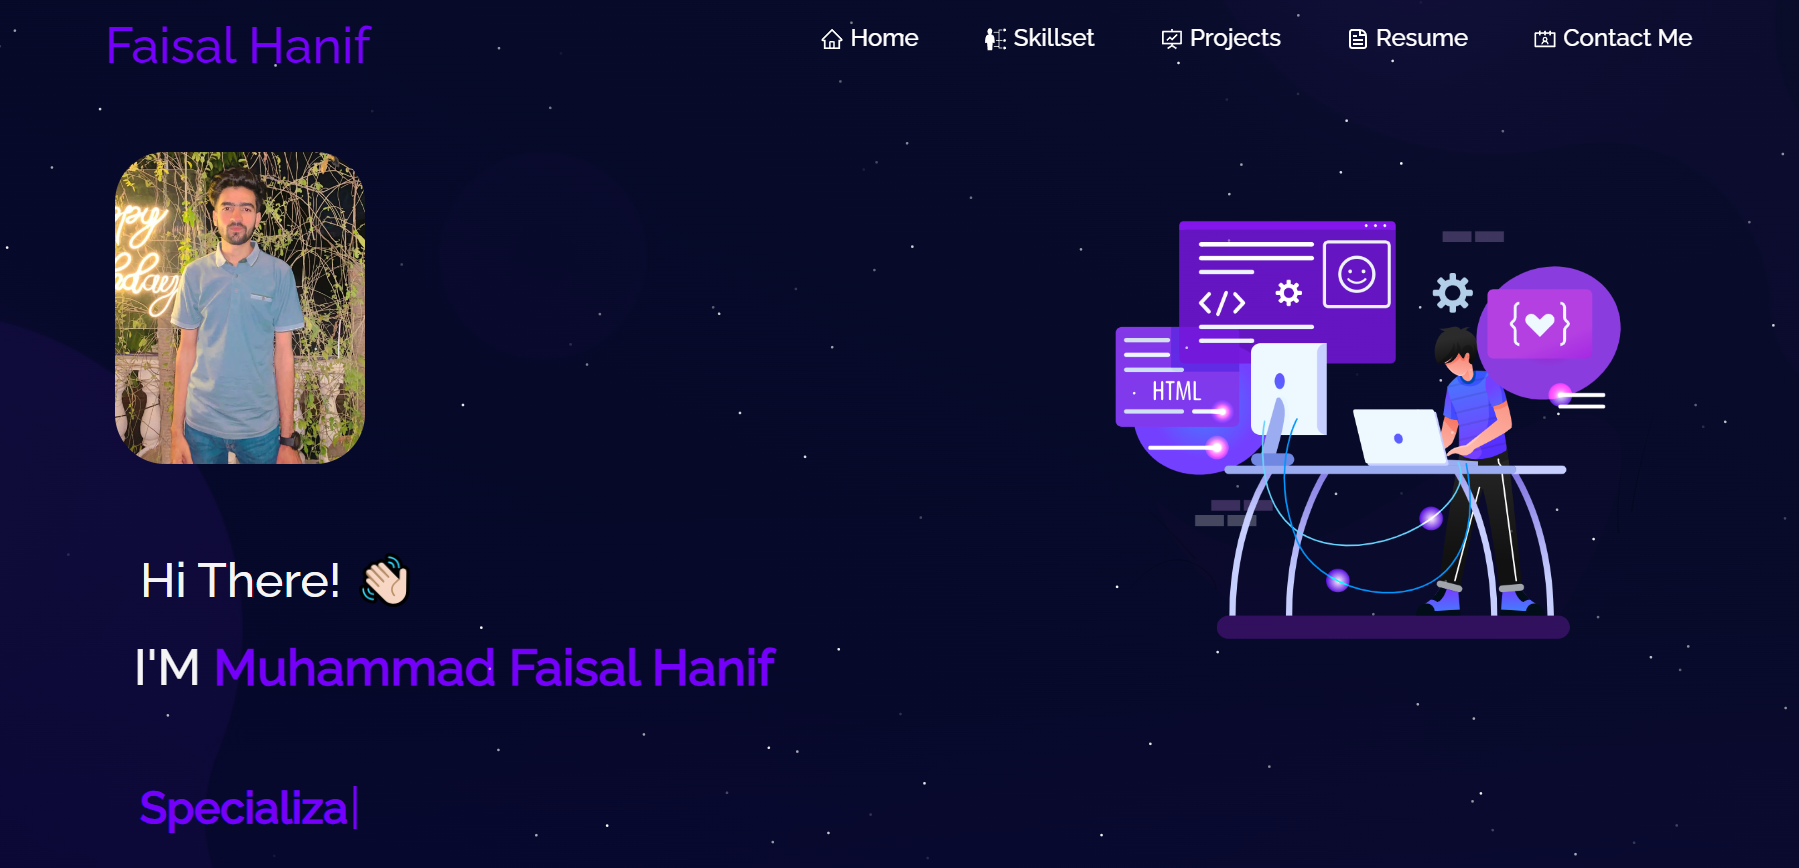 Faisal Hanif
Home
Skillset
Projects
Resume
Contact Me
</>
HTML
{ }
Hi There! 👋🏻
I'M Muhammad Faisal Hanif
Specializa